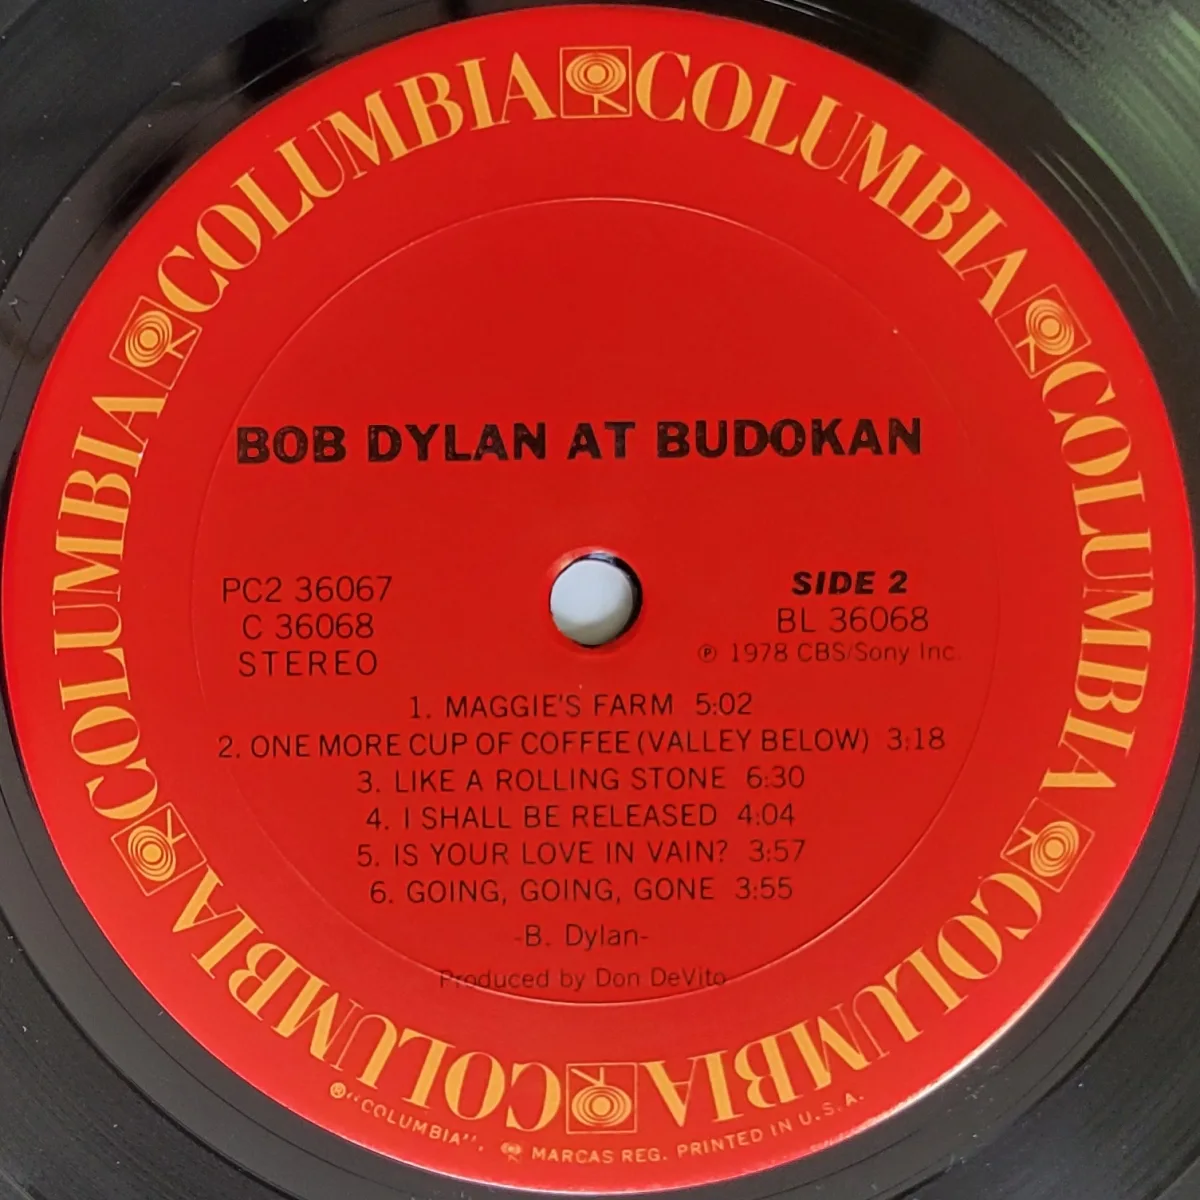 COLUMBIA COLUMBIA COLUMBIA COLUMBIA COLUMBIA COLUMBIA
BOB DYLAN AT BUDOKAN
PC2 36067
C 36068
STEREO
SIDE 2
BL 36068
℗ 1978 CBS/Sony Inc.
1. MAGGIE'S FARM 5:02
2. ONE MORE CUP OF COFFEE (VALLEY BELOW) 3:18
3. LIKE A ROLLING STONE 6:30
4. I SHALL BE RELEASED 4:04
5. IS YOUR LOVE IN VAIN? 3:57
6. GOING, GOING, GONE 3:55
-B. Dylan-
Produced by Don DeVito
® "COLUMBIA", MARCAS REG. PRINTED IN U.S.A.